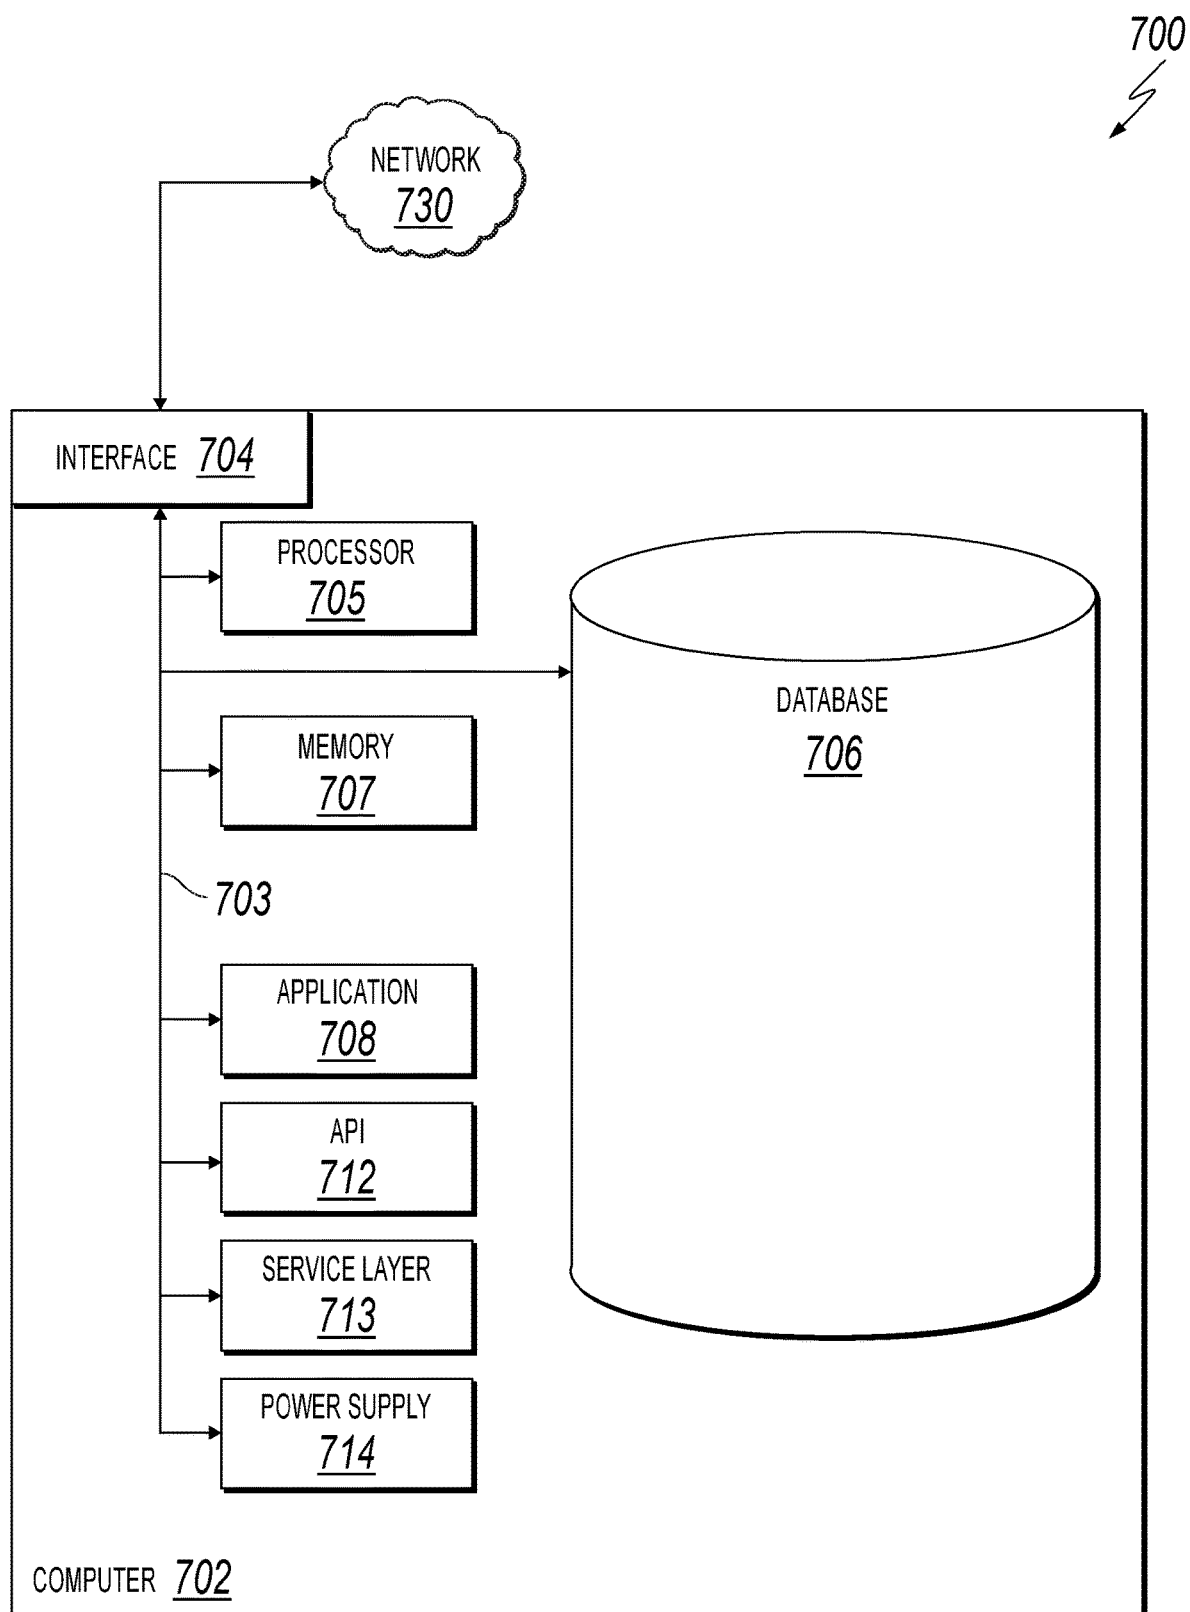 700
NETWORK
730
INTERFACE 704
PROCESSOR
705
DATABASE
706
MEMORY
707
703
APPLICATION
708
API
712
SERVICE LAYER
713
POWER SUPPLY
714
COMPUTER 702